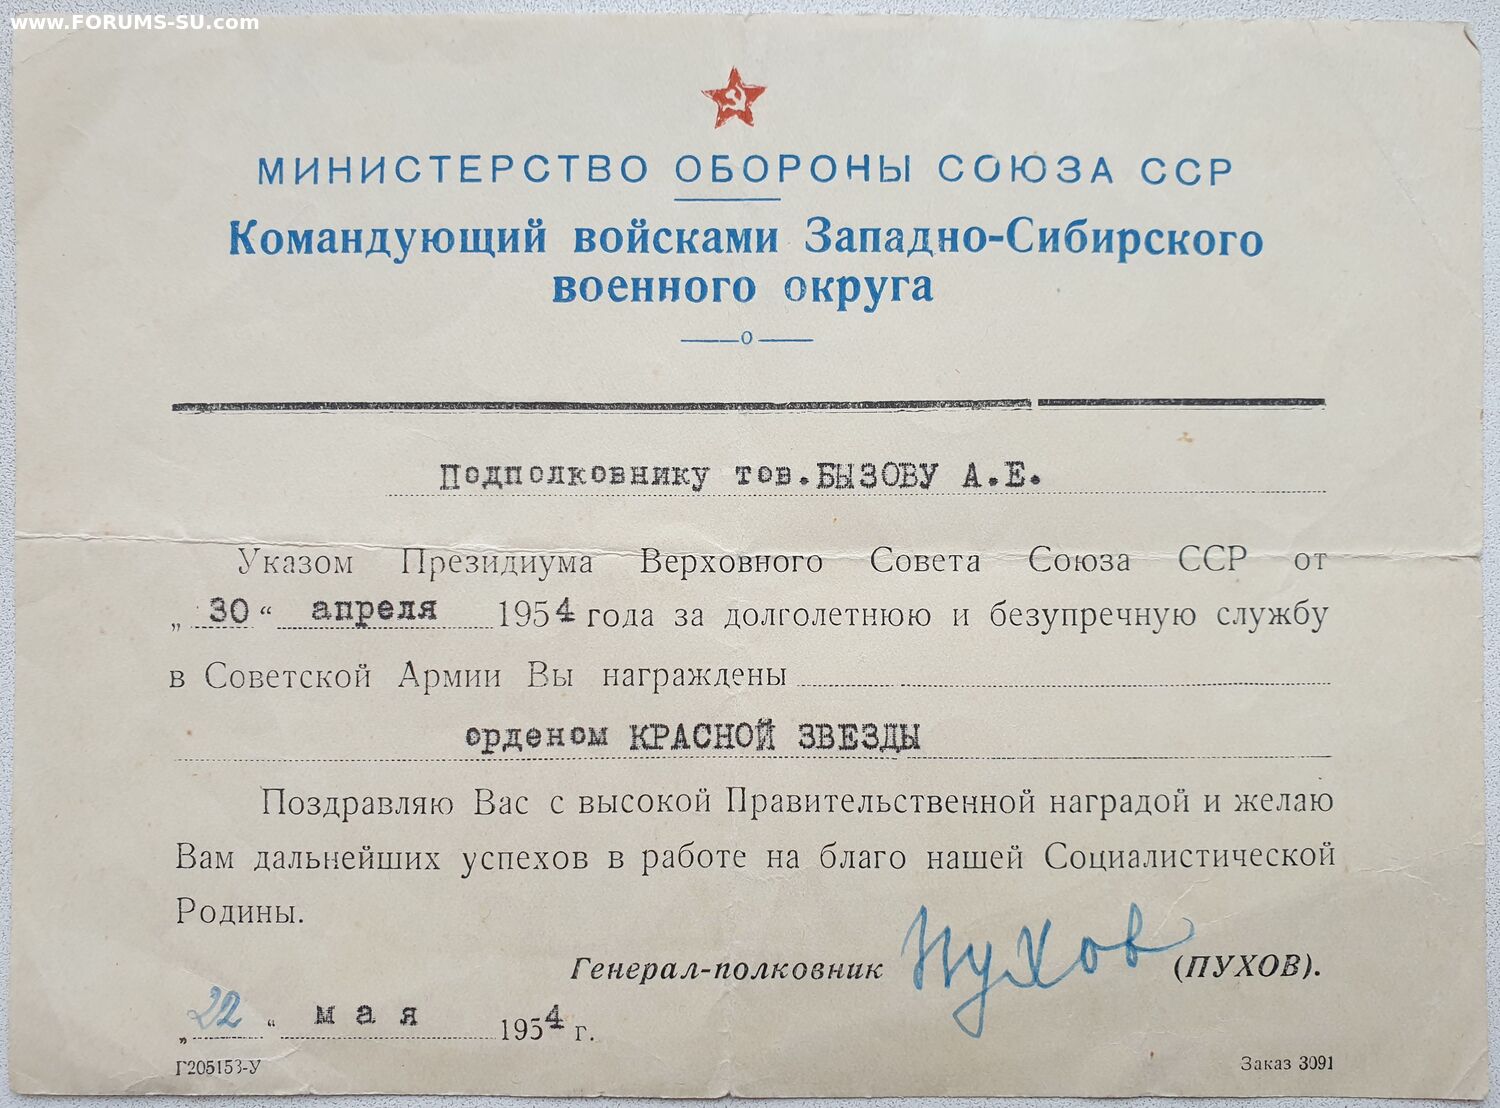 www.FORUMS-SU.com
МИНИСТЕРСТВО ОБОРОНЫ СОЮЗА ССР
Командующий войсками Западно-Сибирского
военного округа
Подполковнику тов.БЫЗОВУ А.Е.
Указом Президиума Верховного Совета Союза ССР от
„30“ апреля 1954 года за долголетнюю и безупречную службу
в Советской Армии Вы награждены
орденом КРАСНОЙ ЗВЕЗДЫ
Поздравляю Вас с высокой Правительственной наградой и желаю
Вам дальнейших успехов в работе на благо нашей Социалистической
Родины.
Генерал-полковник Пухов (ПУХОВ).
„22“ мая 1954 г.
Г205153-У Заказ 3091